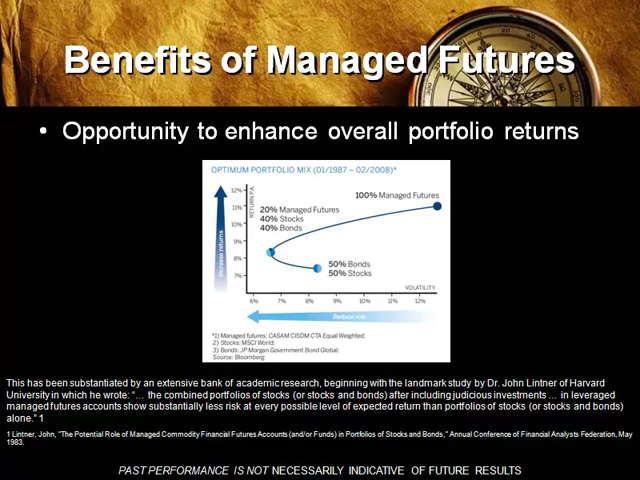 Benefits of Managed Futures
• Opportunity to enhance overall portfolio returns
OPTIMUM PORTFOLIO MIX (01/1987 – 02/2008)*
Increase returns
RETURN P.A.
12%
11%
10%
9%
8%
7%
100% Managed Futures
20% Managed Futures
40% Stocks
40% Bonds
50% Bonds
50% Stocks
VOLATILITY
6% 7% 8% 9% 10% 11% 12%
Reduce risk
*1) Managed futures: CASAM CISDM CTA Equal Weighted;
2) Stocks: MSCI World;
3) Bonds: JP Morgan Government Bond Global;
Source: Bloomberg
This has been substantiated by an extensive bank of academic research, beginning with the landmark study by Dr. John Lintner of Harvard
University in which he wrote: “… the combined portfolios of stocks (or stocks and bonds) after including judicious investments … in leveraged
managed futures accounts show substantially less risk at every possible level of expected return than portfolios of stocks (or stocks and bonds)
alone.” 1
1 Lintner, John, "The Potential Role of Managed Commodity Financial Futures Accounts (and/or Funds) in Portfolios of Stocks and Bonds," Annual Conference of Financial Analysts Federation, May
1983.
PAST PERFORMANCE IS NOT NECESSARILY INDICATIVE OF FUTURE RESULTS